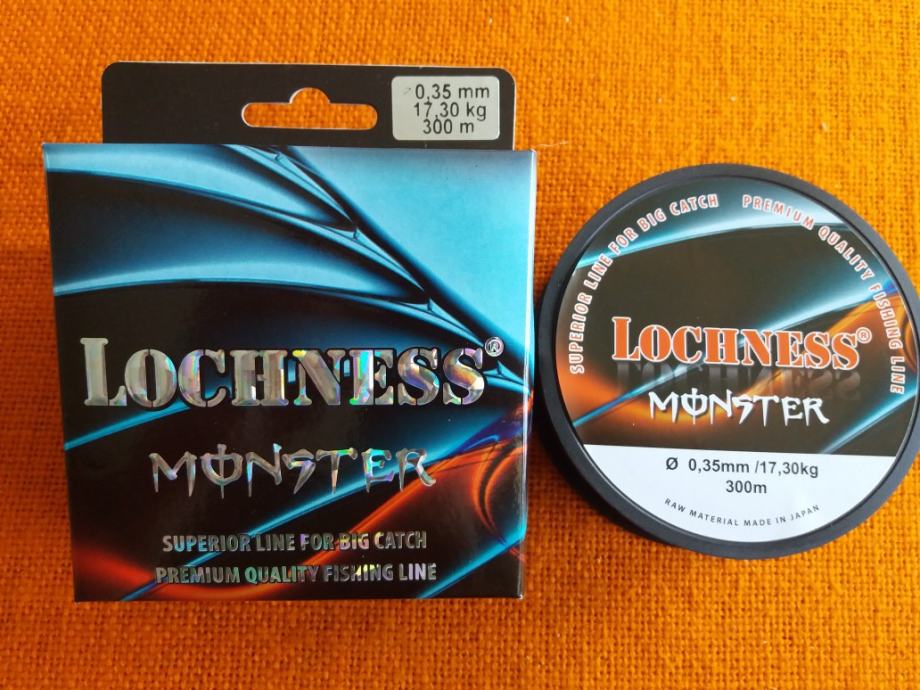 0,35 mm
17,30 kg
300 m
LOCHNESS®
MONSTER
SUPERIOR LINE FOR BIG CATCH
PREMIUM QUALITY FISHING LINE
SUPERIOR LINE FOR BIG CATCH PREMIUM QUALITY FISHING LINE
LOCHNESS®
MONSTER
Ø 0,35mm /17,30kg
300m
RAW MATERIAL MADE IN JAPAN